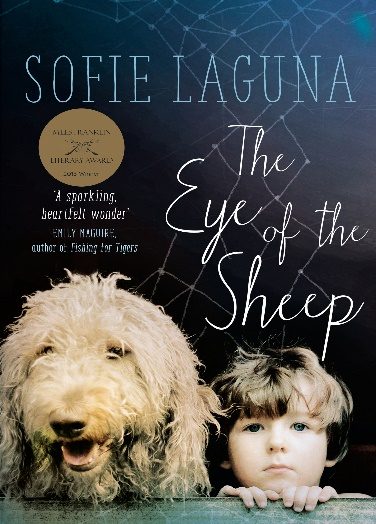 SOFIE LAGUNA
MILES FRANKLIN
LITERARY AWARD
2015 Winner
'A sparkling,
heartfelt wonder'
EMILY MAGUIRE,
author of Fishing for Tigers
The
Eye of the
Sheep